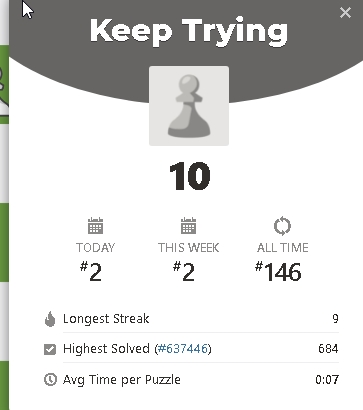 Keep Trying
10
TODAY THIS WEEK ALL TIME
#2 #2 #146
Longest Streak 9
Highest Solved (#637446) 684
Avg Time per Puzzle 0:07